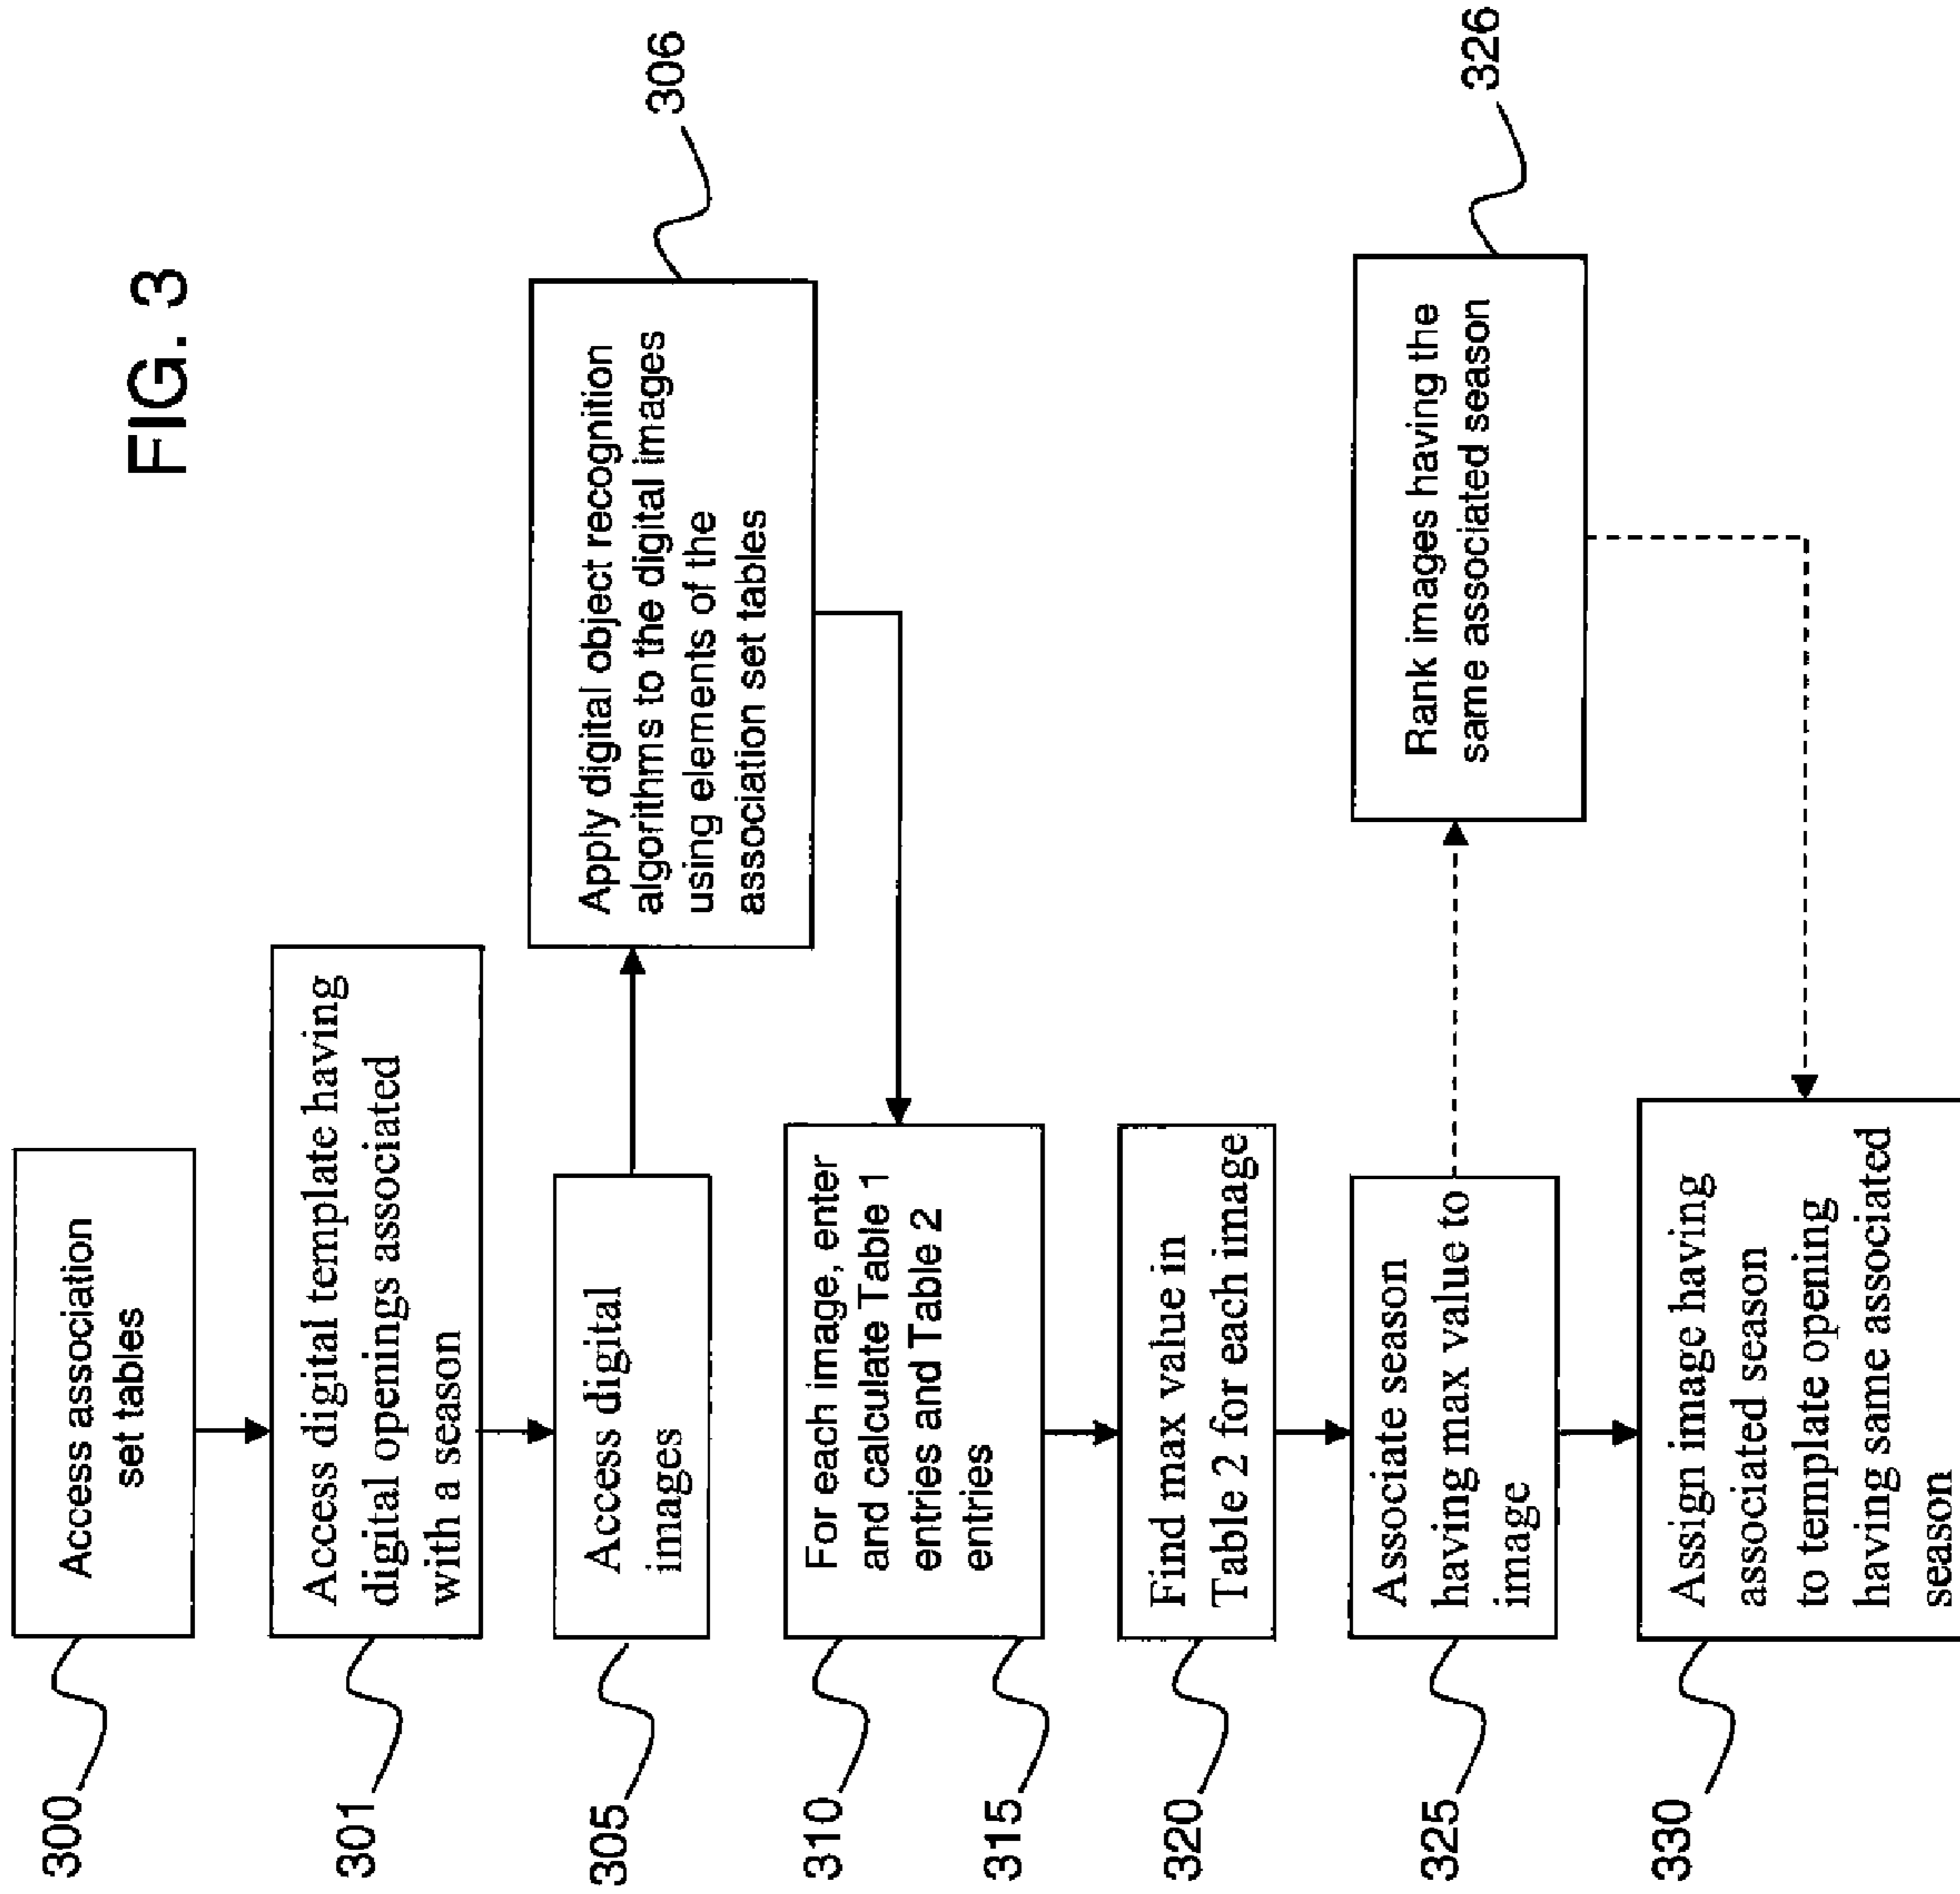 FIG. 3
300
Access association
set tables
301
Access digital template having
digital openings associated
with a season
305
Access digital
images
306
Apply digital object recognition
algorithms to the digital images
using elements of the
association set tables
310
315
For each image, enter
and calculate Table 1
entries and Table 2
entries
320
Find max value in
Table 2 for each image
325
Associate season
having max value to
image
326
Rank images having the
same associated season
330
Assign image having
associated season
to template opening
having same associated
season